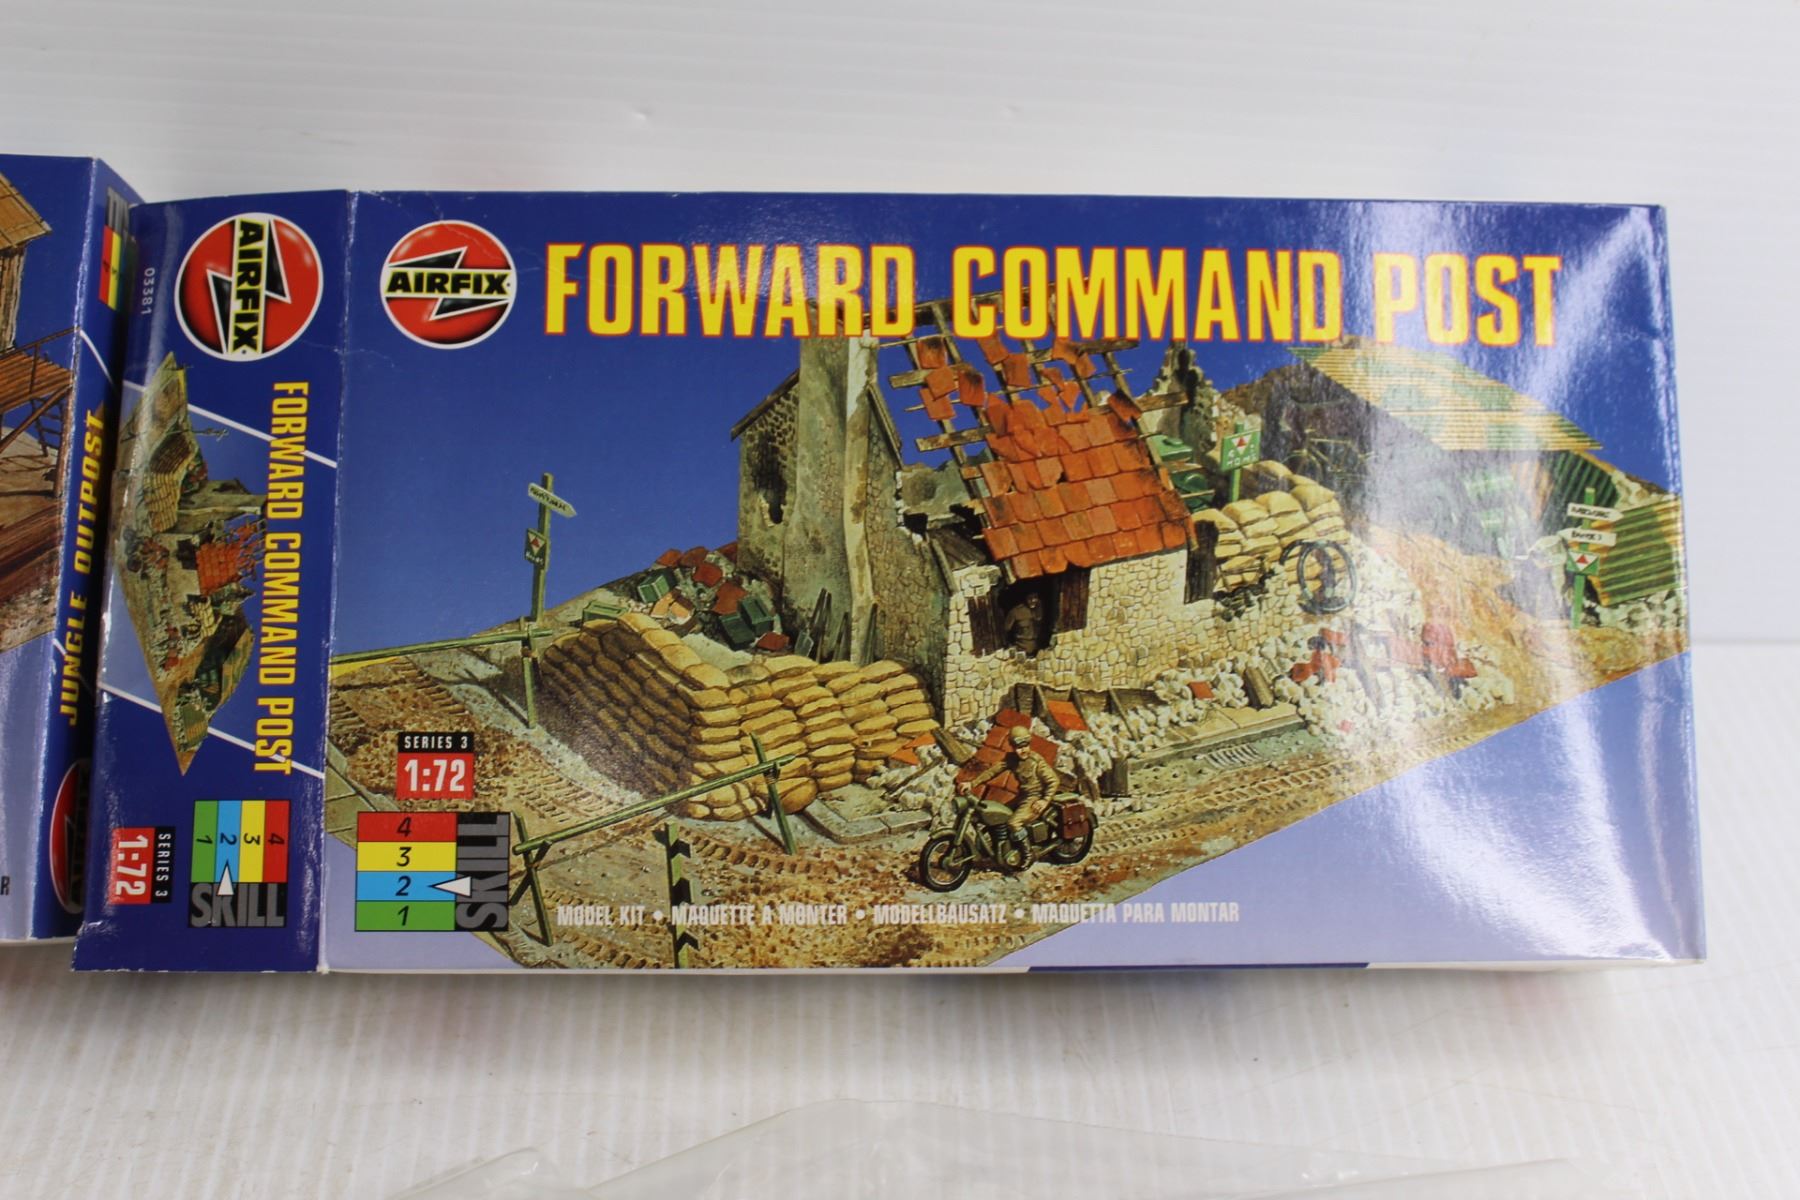 JUNGLE OUTPOST
03381
AIRFIX
FORWARD COMMAND POST
SERIES 3
1:72
4
3
2
1
SKILL
AIRFIX
FORWARD COMMAND POST
SERIES 3
1:72
4
3
2
1
SKILL
MODEL KIT • MAQUETTE A MONTER • MODELLBAUSATZ • MAQUETTA PARA MONTAR